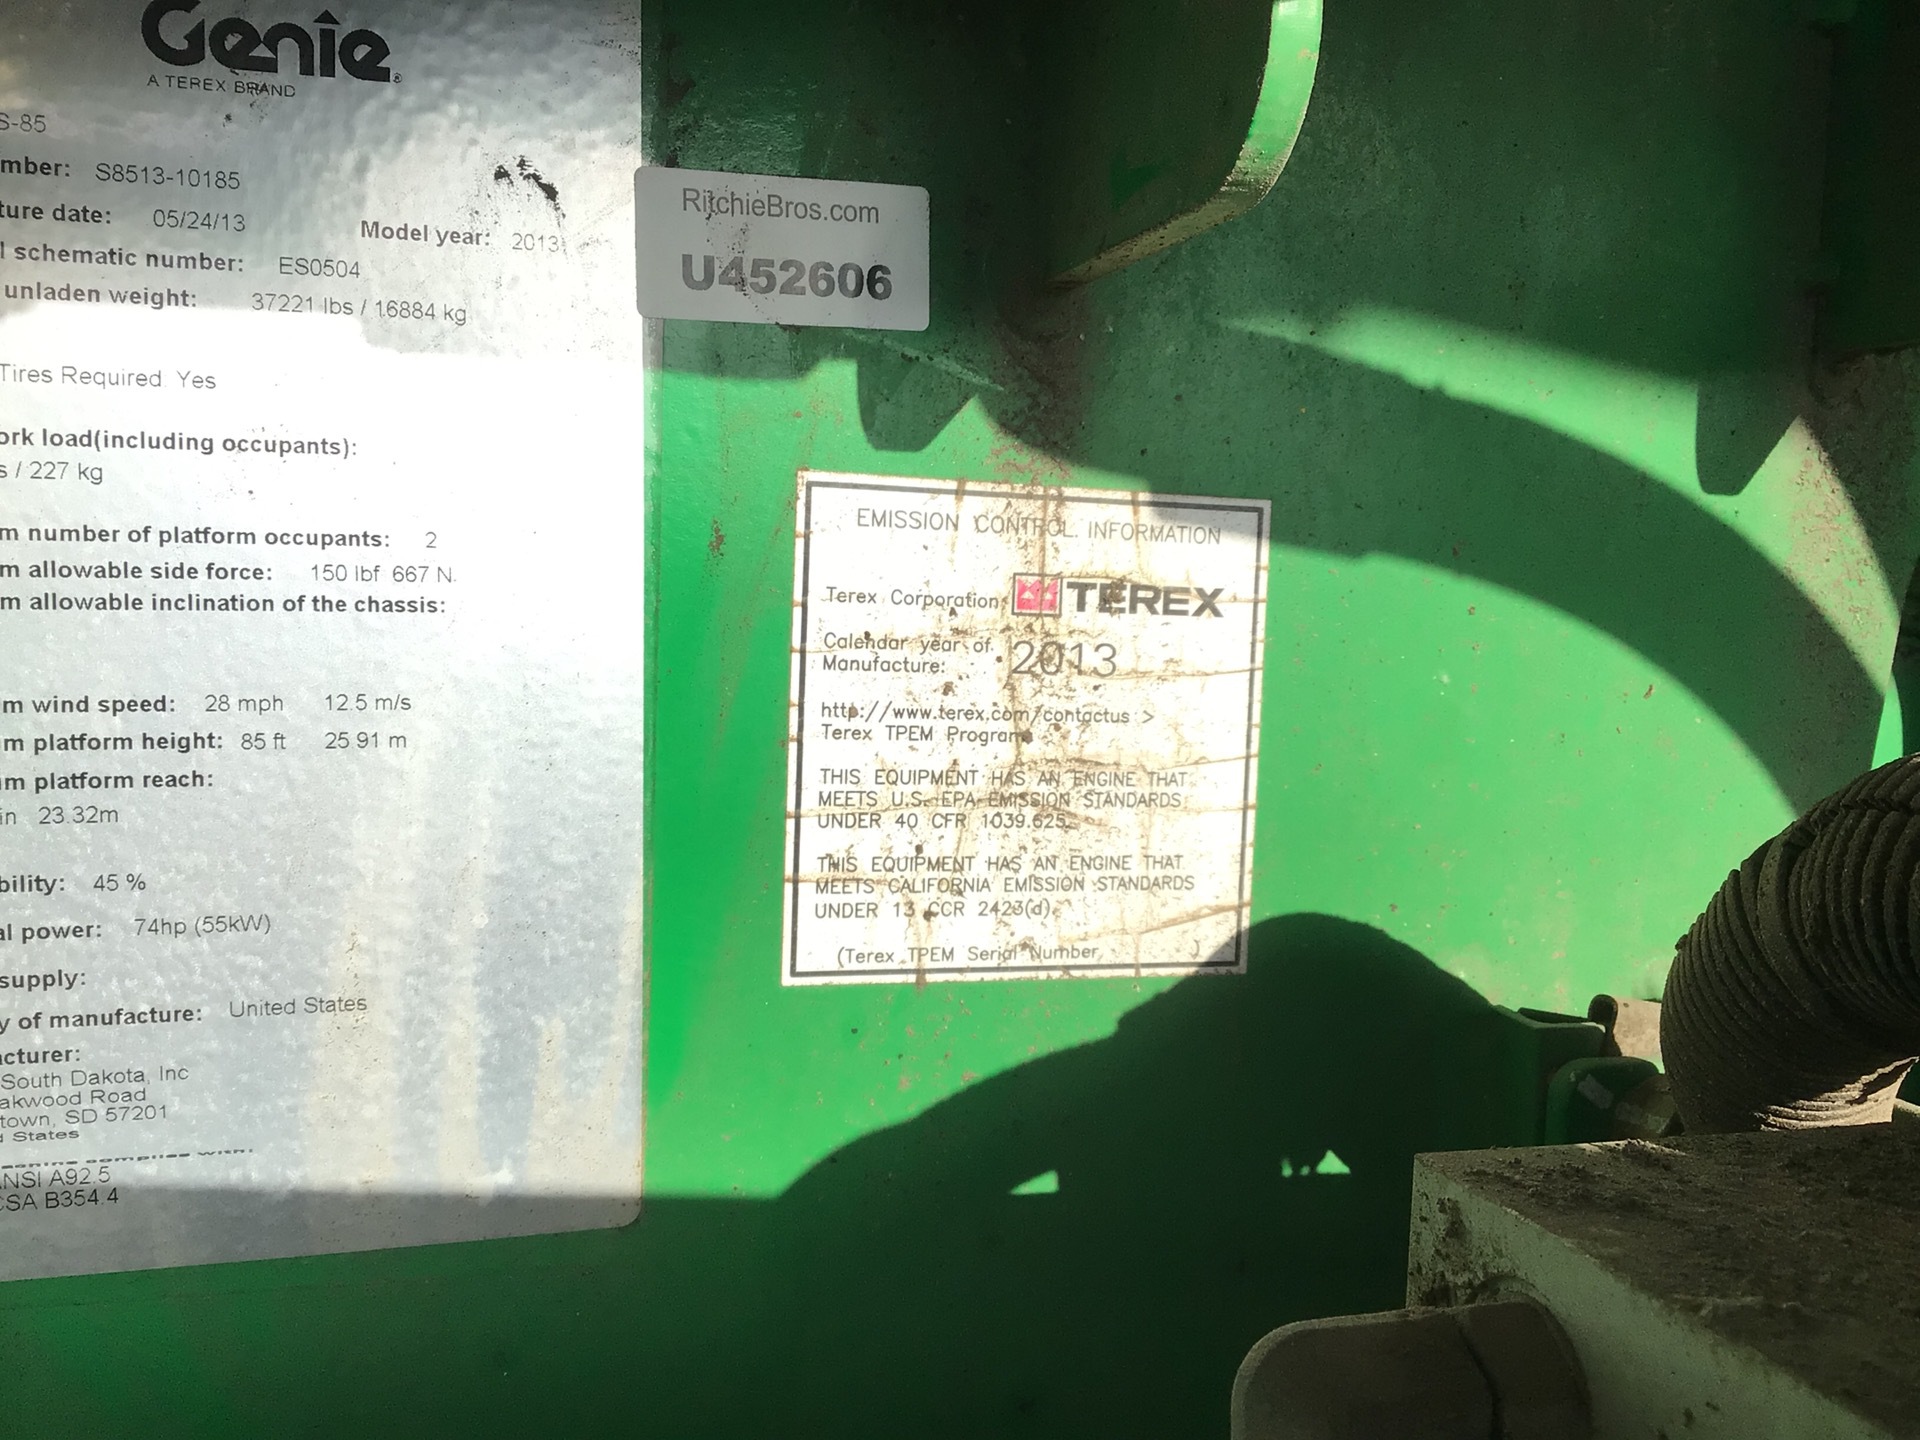 Genie
A TEREX BRAND
S-85
mber: S8513-10185
ture date: 05/24/13
Model year: 2013
l schematic number: ES0504
unladen weight: 37221 lbs / 16884 kg
Tires Required Yes
ork load(including occupants):
s / 227 kg
m number of platform occupants: 2
m allowable side force: 150 lbf 667 N
m allowable inclination of the chassis:
m wind speed: 28 mph 12.5 m/s
m platform height: 85 ft 25.91 m
m platform reach:
in 23.32m
bility: 45 %
al power: 74hp (55kW)
supply:
y of manufacture: United States
acturer:
South Dakota, Inc
akwood Road
town, SD 57201
d States
NSI A92.5
CSA B354.4
RitchieBros.com
U452606
EMISSION CONTROL INFORMATION
Terex Corporation TEREX
Calendar year of
Manufacture: 2013
http://www.terex.com/contactus >
Terex TPEM Program
THIS EQUIPMENT HAS AN ENGINE THAT
MEETS U.S. EPA EMISSION STANDARDS
UNDER 40 CFR 1039.625.
THIS EQUIPMENT HAS AN ENGINE THAT
MEETS CALIFORNIA EMISSION STANDARDS
UNDER 13 CCR 2423(d).
(Terex TPEM Serial Number )